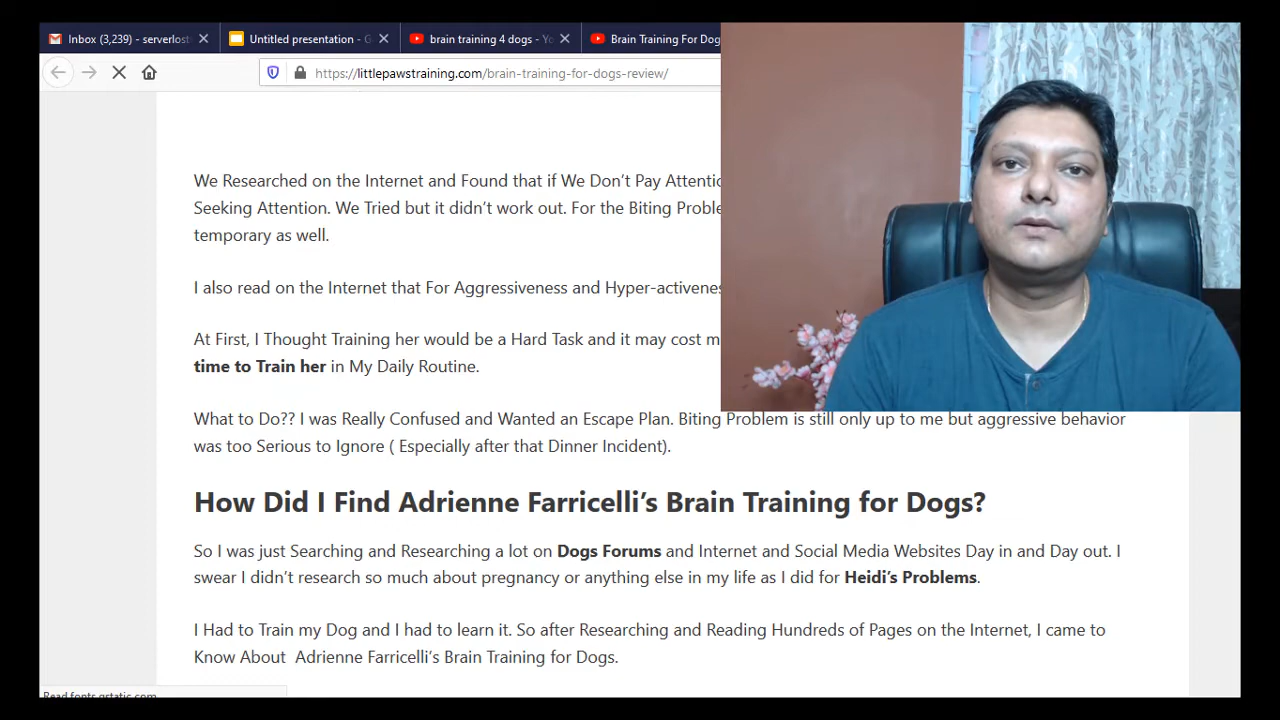 Inbox (3,239) - serverlost
Untitled presentation - G
brain training 4 dogs - Yo
Brain Training For Dog
https://littlepawstraining.com/brain-training-for-dogs-review/
We Researched on the Internet and Found that if We Don't Pay Attentio
Seeking Attention. We Tried but it didn't work out. For the Biting Proble
temporary as well.
I also read on the Internet that For Aggressiveness and Hyper-activenes
At First, I Thought Training her would be a Hard Task and it may cost m
time to Train her in My Daily Routine.
What to Do?? I was Really Confused and Wanted an Escape Plan. Biting Problem is still only up to me but aggressive behavior
was too Serious to Ignore ( Especially after that Dinner Incident).
How Did I Find Adrienne Farricelli's Brain Training for Dogs?
So I was just Searching and Researching a lot on Dogs Forums and Internet and Social Media Websites Day in and Day out. I
swear I didn't research so much about pregnancy or anything else in my life as I did for Heidi's Problems.
I Had to Train my Dog and I had to learn it. So after Researching and Reading Hundreds of Pages on the Internet, I came to
Know About Adrienne Farricelli's Brain Training for Dogs.
Read fonts.gstatic.com